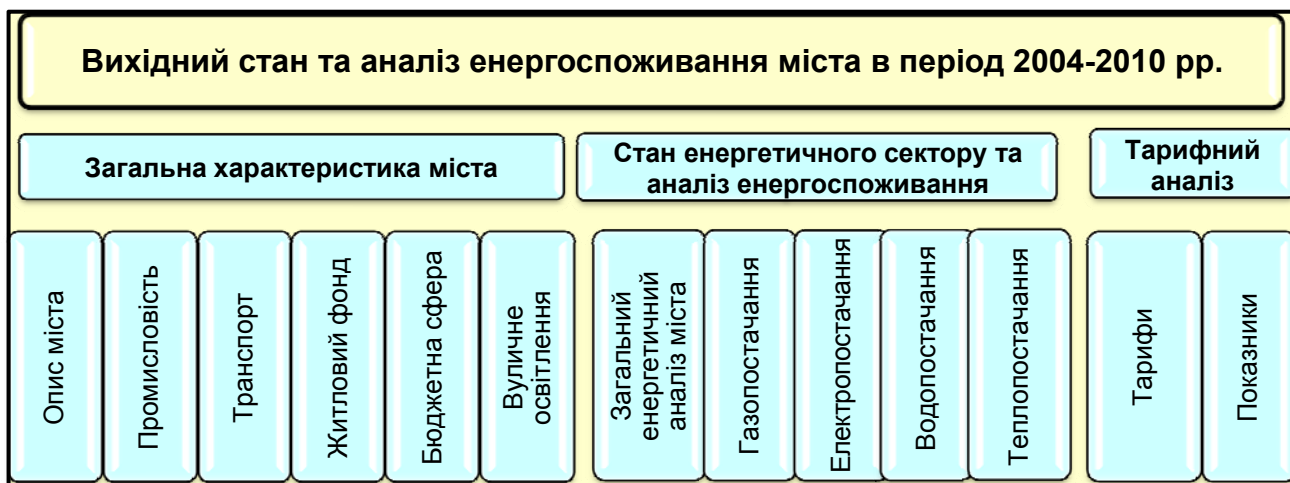 Вихідний стан та аналіз енергоспоживання міста в період 2004-2010 рр.
Загальна характеристика міста
Стан енергетичного сектору та
аналіз енергоспоживання
Тарифний
аналіз
Опис міста
Промисловість
Транспорт
Житловий фонд
Бюджетна сфера
Вуличне
освітлення
Загальний
енергетичний
аналіз міста
Газопостачання
Електропостачання
Водопостачання
Теплопостачання
Тарифи
Показники